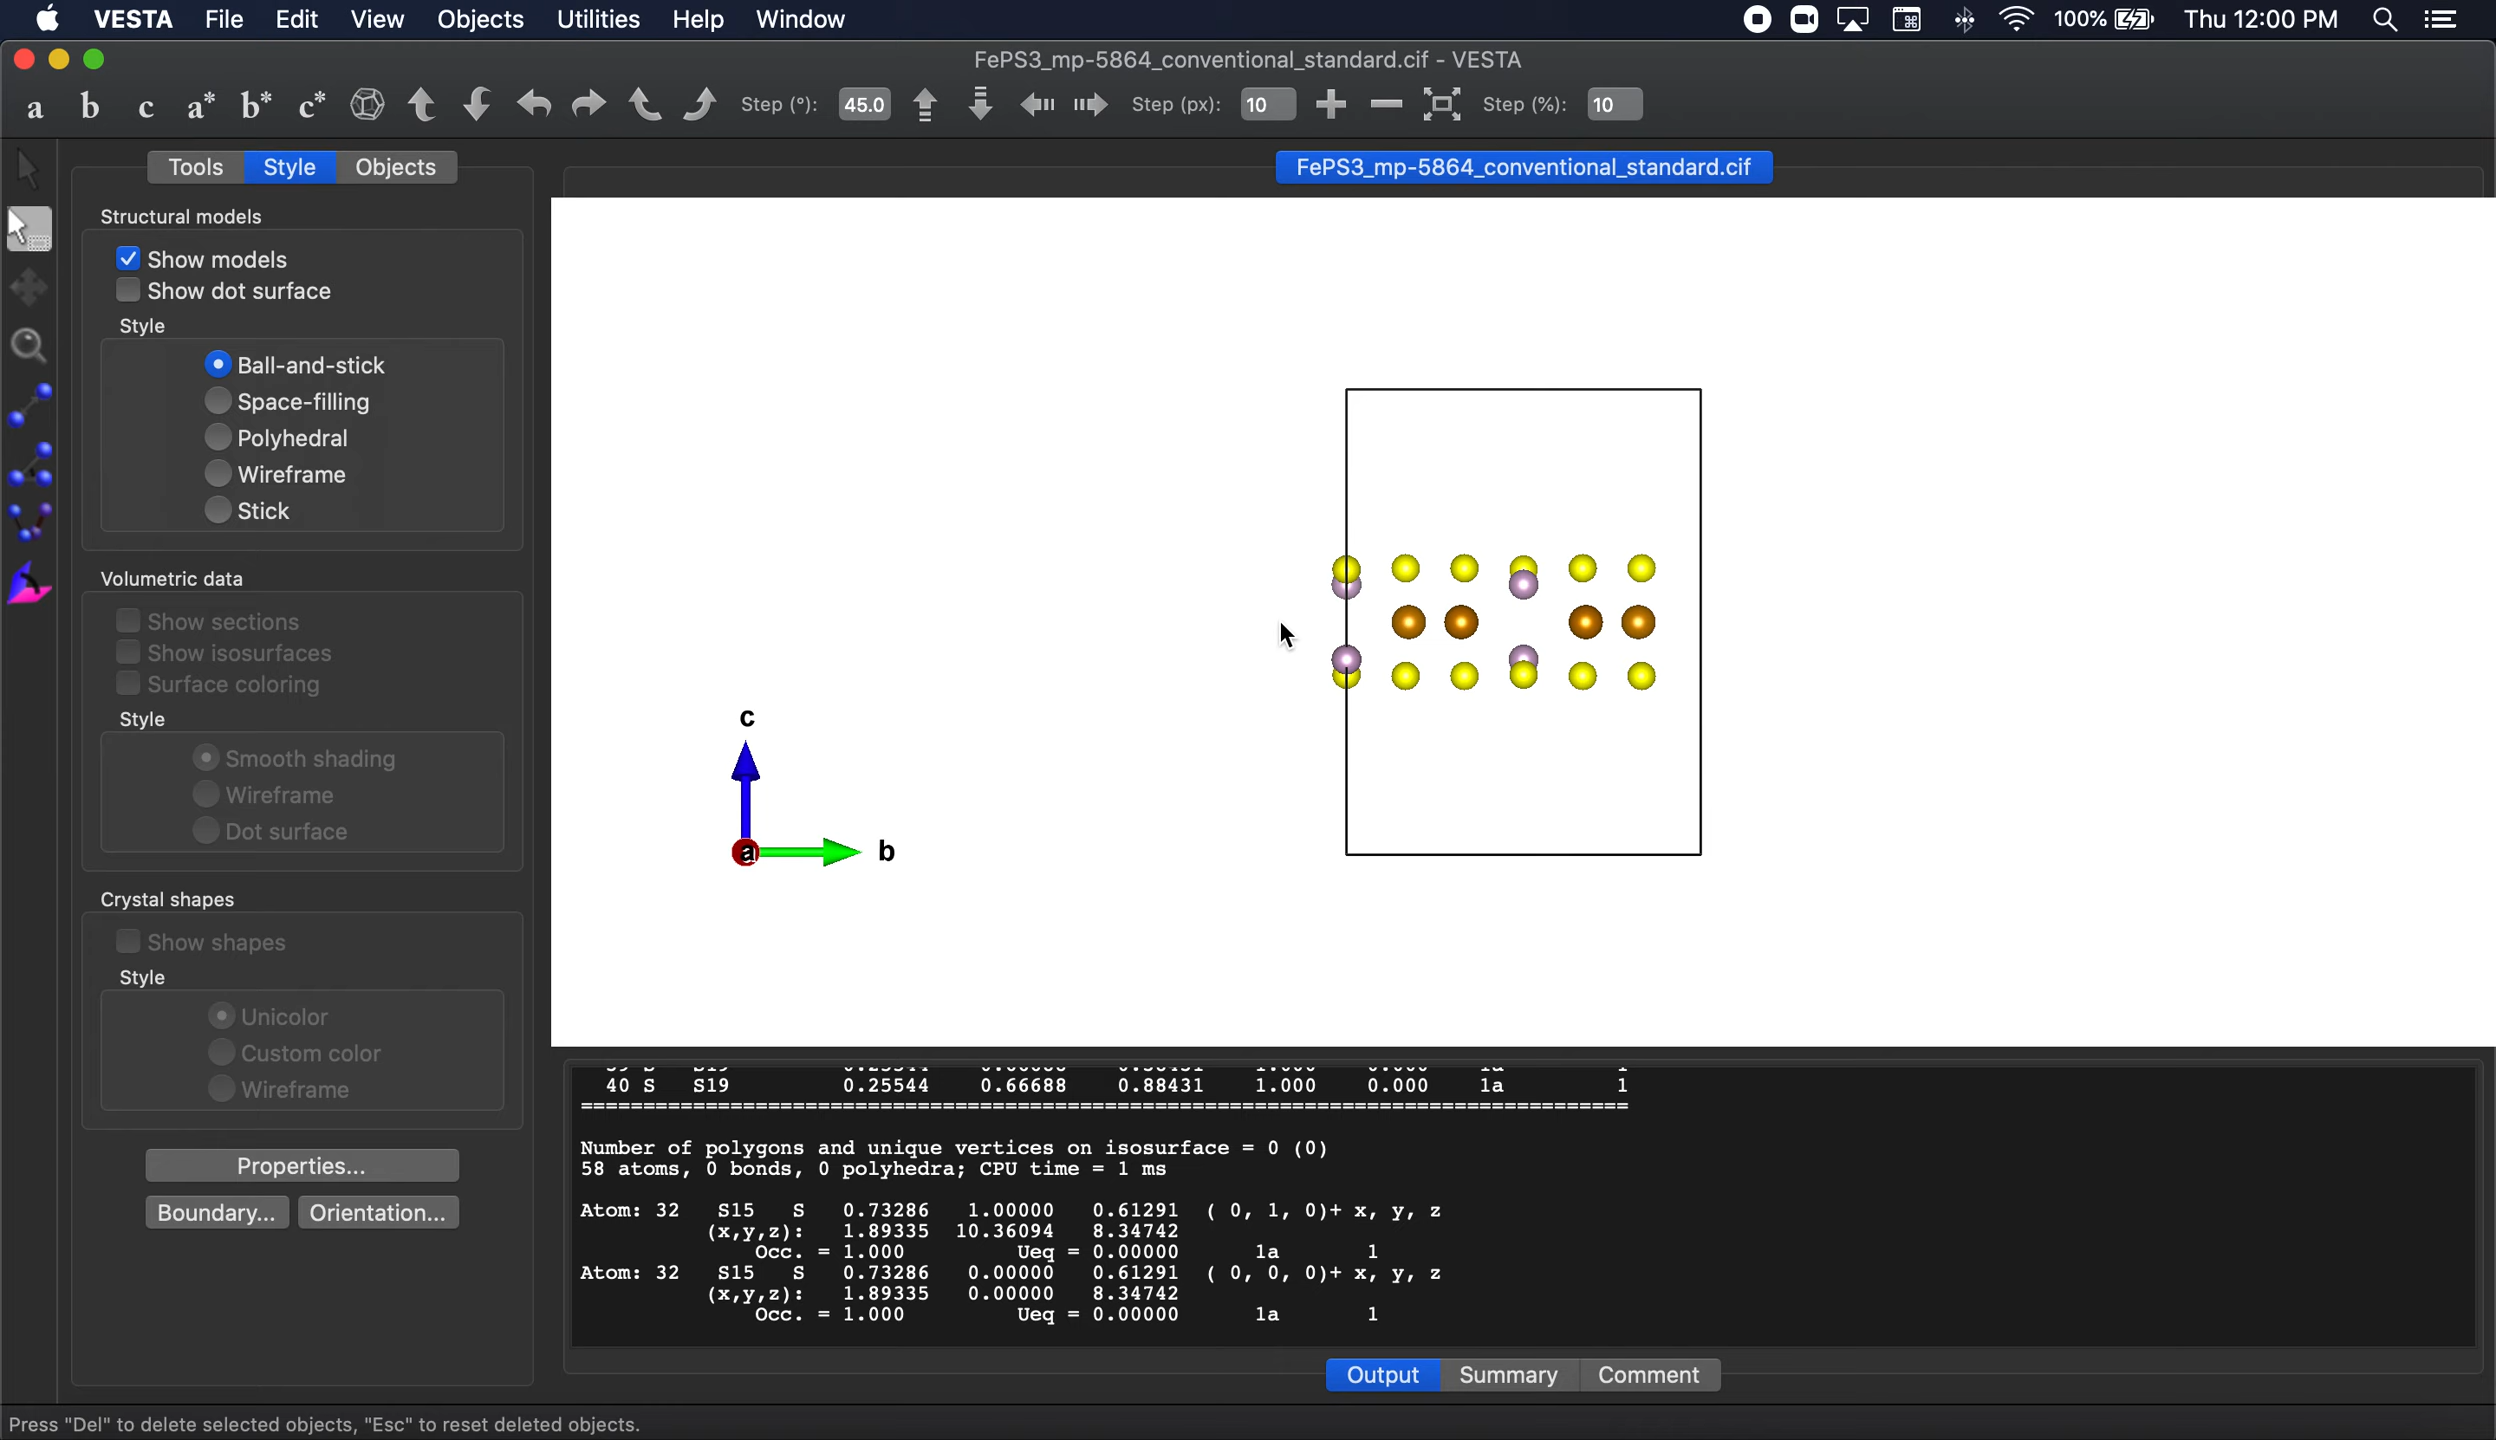 VESTA File Edit View Objects Utilities Help Window 100% Thu 12:00 PM
FePS3_mp-5864_conventional_standard.cif - VESTA
a b c a* b* c* Step (°): 45.0 Step (px): 10 Step (%): 10
Tools Style Objects
FePS3_mp-5864_conventional_standard.cif
Structural models
Show models
Show dot surface
Style
Ball-and-stick
Space-filling
Polyhedral
Wireframe
Stick
Volumetric data
Show sections
Show isosurfaces
Surface coloring
Style
Smooth shading
Wireframe
Dot surface
Crystal shapes
Show shapes
Style
Unicolor
Custom color
Wireframe
Properties...
Boundary... Orientation...
c
a b
40 S S19 0.25544 0.66688 0.88431 1.000 0.000 1a 1
====================================================================================
Number of polygons and unique vertices on isosurface = 0 (0)
58 atoms, 0 bonds, 0 polyhedra; CPU time = 1 ms
Atom: 32 S15 S 0.73286 1.00000 0.61291 ( 0, 1, 0)+ x, y, z
(x,y,z): 1.89335 10.36094 8.34742
Occ. = 1.000 Ueq = 0.00000 1a 1
Atom: 32 S15 S 0.73286 0.00000 0.61291 ( 0, 0, 0)+ x, y, z
(x,y,z): 1.89335 0.00000 8.34742
Occ. = 1.000 Ueq = 0.00000 1a 1
Output Summary Comment
Press "Del" to delete selected objects, "Esc" to reset deleted objects.